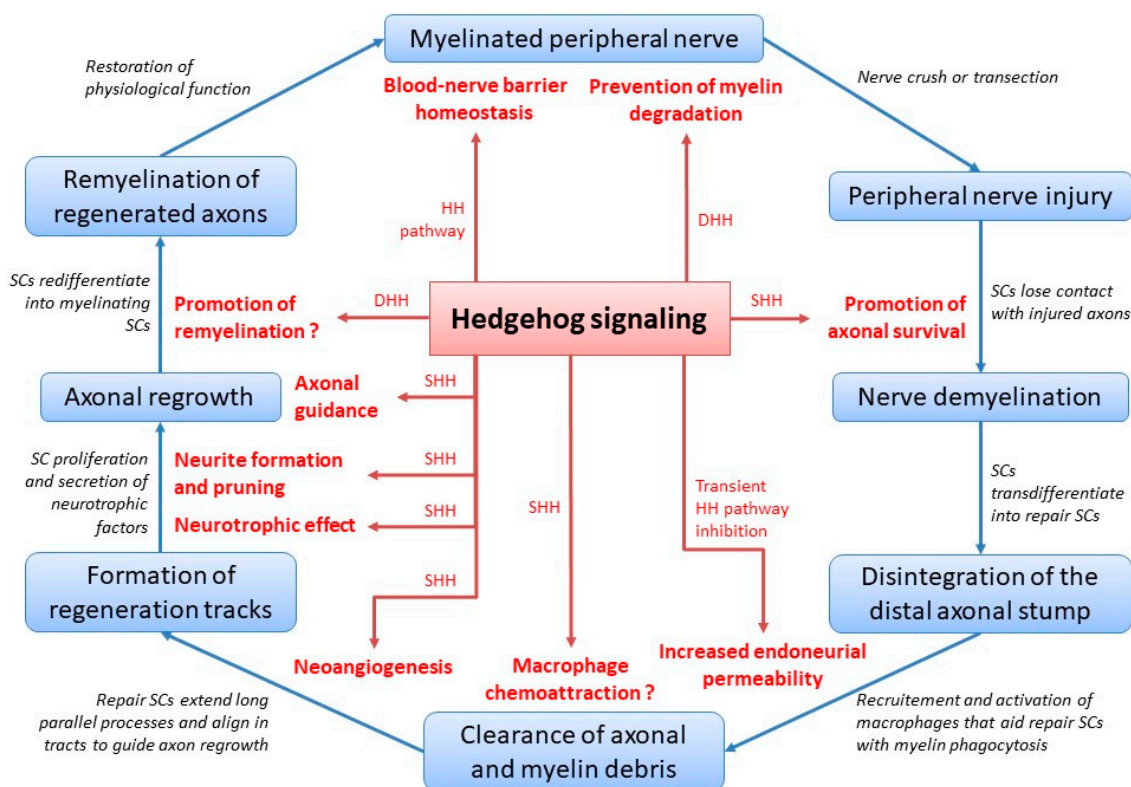 Myelinated peripheral nerve
Restoration of
physiological function
Nerve crush or transection
Blood-nerve barrier
homeostasis
Prevention of myelin
degradation
Remyelination of
regenerated axons
Peripheral nerve injury
HH
pathway
DHH
SCs redifferentiate
into myelinating
SCs
Promotion of
remyelination ?
DHH
Hedgehog signaling
SHH
Promotion of
axonal survival
SCs lose contact
with injured axons
Axonal regrowth
Axonal
guidance
SHH
Nerve demyelination
SC proliferation
and secretion of
neurotrophic
factors
Neurite formation
and pruning
SHH
Neurotrophic effect
SHH
SHH
Transient
HH pathway
inhibition
SCs
transdifferentiate
into repair SCs
Formation of
regeneration tracks
SHH
Disintegration of the
distal axonal stump
Neoangiogenesis
Macrophage
chemoattraction ?
Increased endoneurial
permeability
Repair SCs extend long
parallel processes and align in
tracts to guide axon regrowth
Clearance of axonal
and myelin debris
Recruitement and activation of
macrophages that aid repair SCs
with myelin phagocytosis